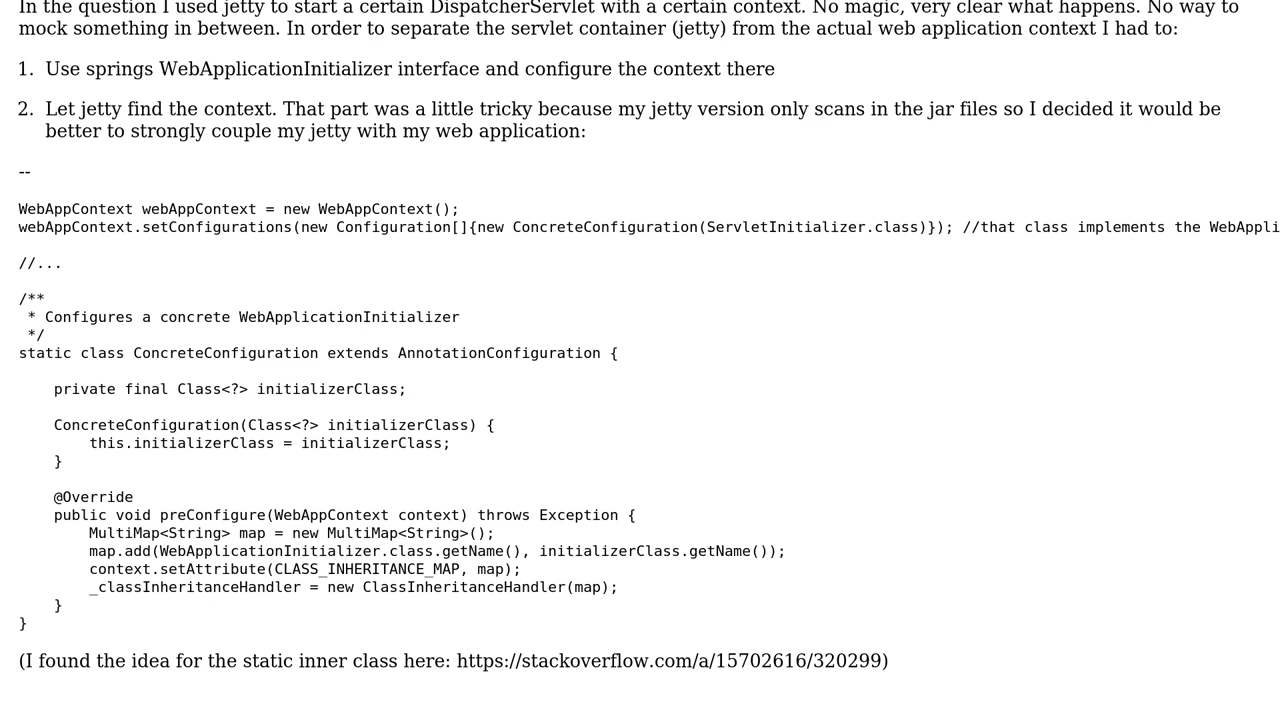 In the question I used jetty to start a certain DispatcherServlet with a certain context. No magic, very clear what happens. No way to
mock something in between. In order to separate the servlet container (jetty) from the actual web application context I had to:
1. Use springs WebApplicationInitializer interface and configure the context there
2. Let jetty find the context. That part was a little tricky because my jetty version only scans in the jar files so I decided it would be
better to strongly couple my jetty with my web application:
--
WebAppContext webAppContext = new WebAppContext();
webAppContext.setConfigurations(new Configuration[]{new ConcreteConfiguration(ServletInitializer.class)}); //that class implements the WebAppli
//...
/**
 * Configures a concrete WebApplicationInitializer
 */
static class ConcreteConfiguration extends AnnotationConfiguration {
    private final Class<?> initializerClass;
    ConcreteConfiguration(Class<?> initializerClass) {
        this.initializerClass = initializerClass;
    }
    @Override
    public void preConfigure(WebAppContext context) throws Exception {
        MultiMap<String> map = new MultiMap<String>();
        map.add(WebApplicationInitializer.class.getName(), initializerClass.getName());
        context.setAttribute(CLASS_INHERITANCE_MAP, map);
        _classInheritanceHandler = new ClassInheritanceHandler(map);
    }
}
(I found the idea for the static inner class here: https://stackoverflow.com/a/15702616/320299)